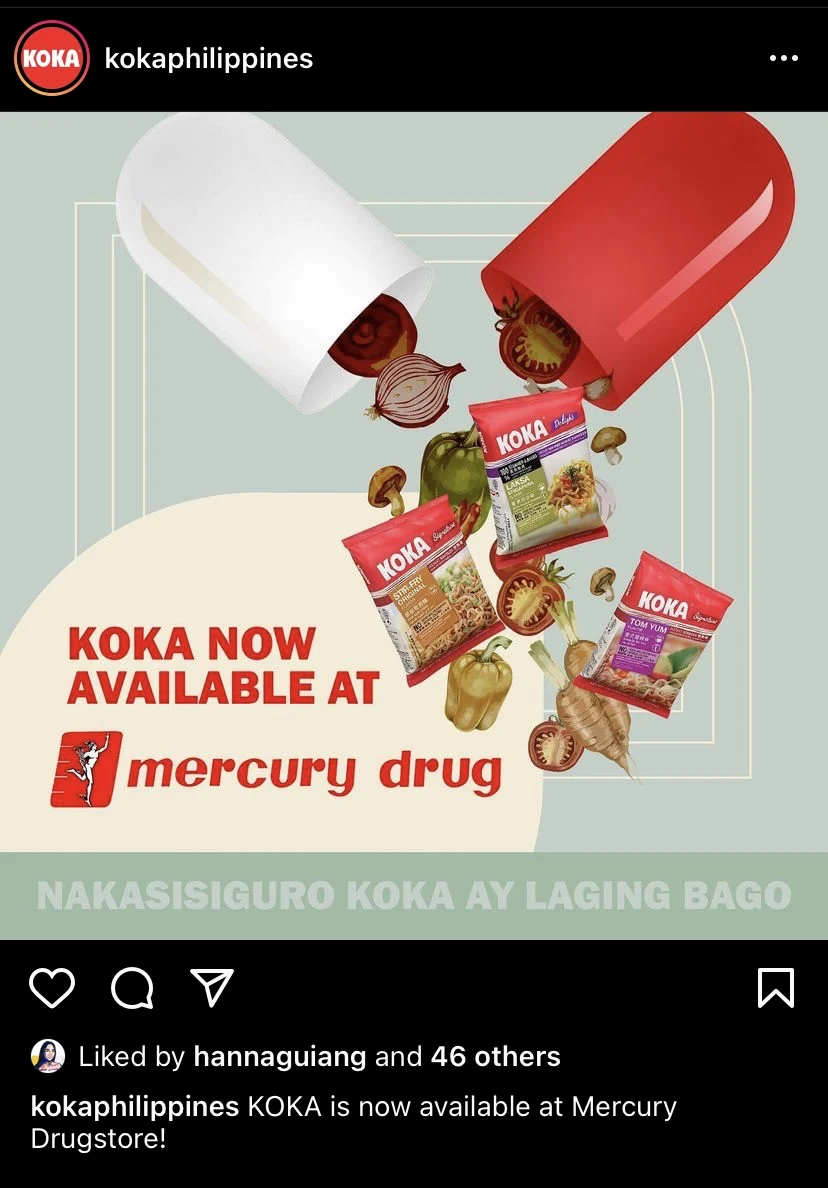 KOKA
kokaphilippines
KOKA Delight
LAKSA
SINGAPURA
KOKA Signature
STIR-FRY
ORIGINAL
KOKA Signature
TOM YUM
KOKA NOW
AVAILABLE AT
mercury drug
NAKASISIGURO KOKA AY LAGING BAGO
Liked by hannaguiang and 46 others
kokaphilippines KOKA is now available at Mercury
Drugstore!